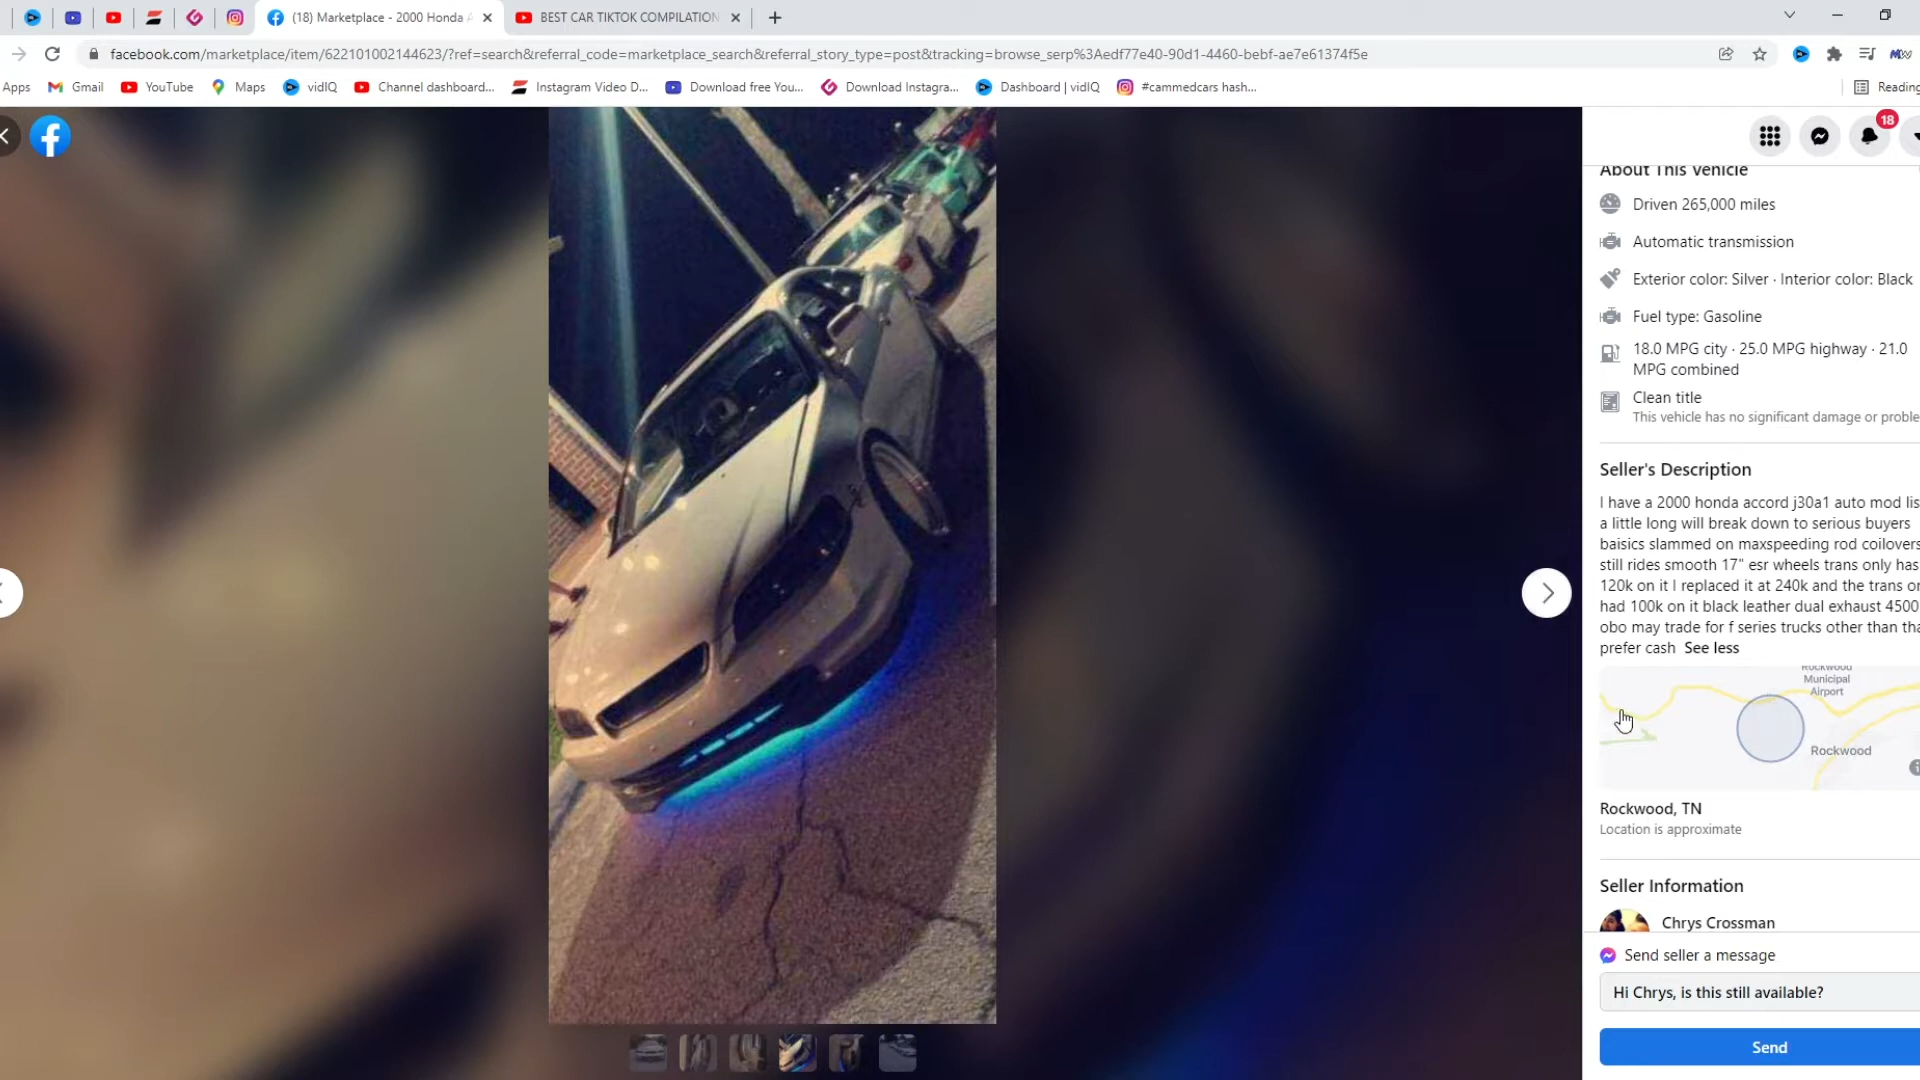 (18) Marketplace - 2000 Honda
BEST CAR TIKTOK COMPILATION
facebook.com/marketplace/item/622101002144623/?ref=search&referral_code=marketplace_search&referral_story_type=post&tracking=browse_serp%3Aedf77e40-90d1-4460-bebf-ae7e61374f5e
Apps Gmail YouTube Maps vidIQ Channel dashboard... Instagram Video D... Download free You... Download Instagra... Dashboard | vidIQ #cammedcars hash... Reading
18
About This Vehicle
Driven 265,000 miles
Automatic transmission
Exterior color: Silver · Interior color: Black
Fuel type: Gasoline
18.0 MPG city · 25.0 MPG highway · 21.0
MPG combined
Clean title
This vehicle has no significant damage or proble
Seller's Description
I have a 2000 honda accord j30a1 auto mod lis
a little long will break down to serious buyers
baisics slammed on maxspeeding rod coilovers
still rides smooth 17" esr wheels trans only has
120k on it I replaced it at 240k and the trans or
had 100k on it black leather dual exhaust 4500
obo may trade for f series trucks other than tha
prefer cash See less
Rockwood
Municipal
Airport
Rockwood
Rockwood, TN
Location is approximate
Seller Information
Chrys Crossman
Send seller a message
Hi Chrys, is this still available?
Send